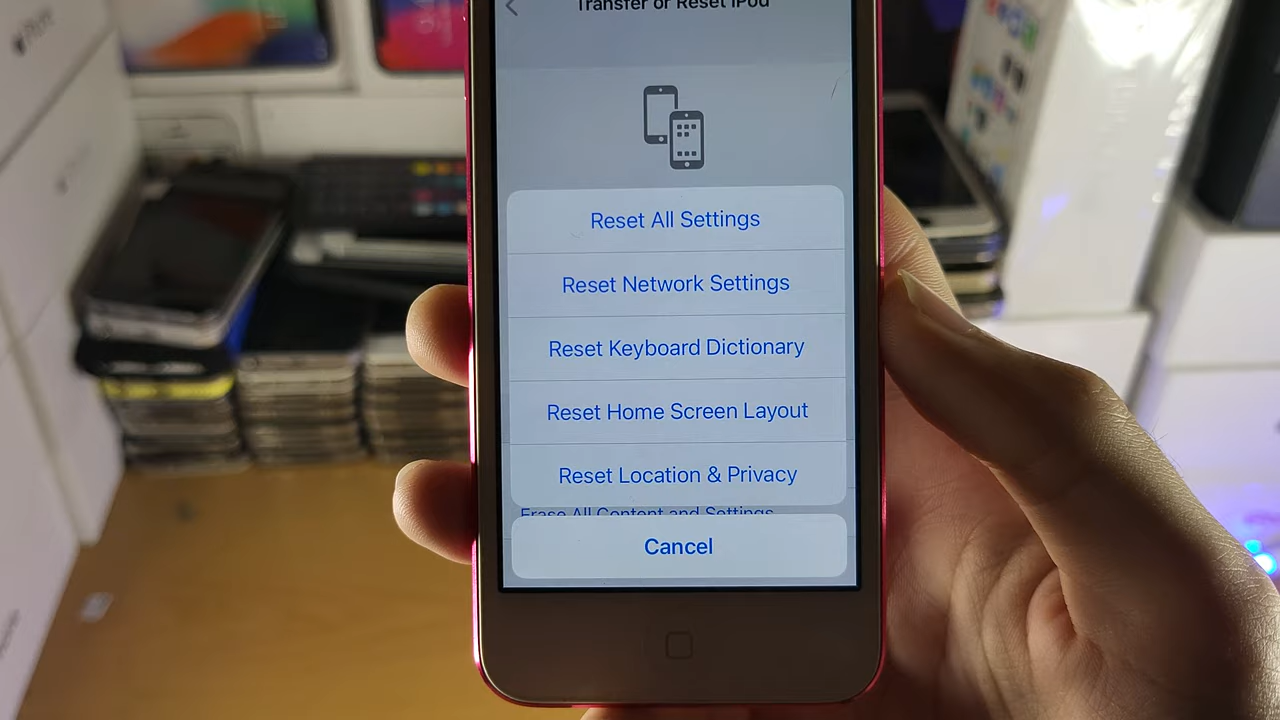 Transfer or Reset iPod
Reset All Settings
Reset Network Settings
Reset Keyboard Dictionary
Reset Home Screen Layout
Reset Location & Privacy
Erase All Content and Settings
Cancel